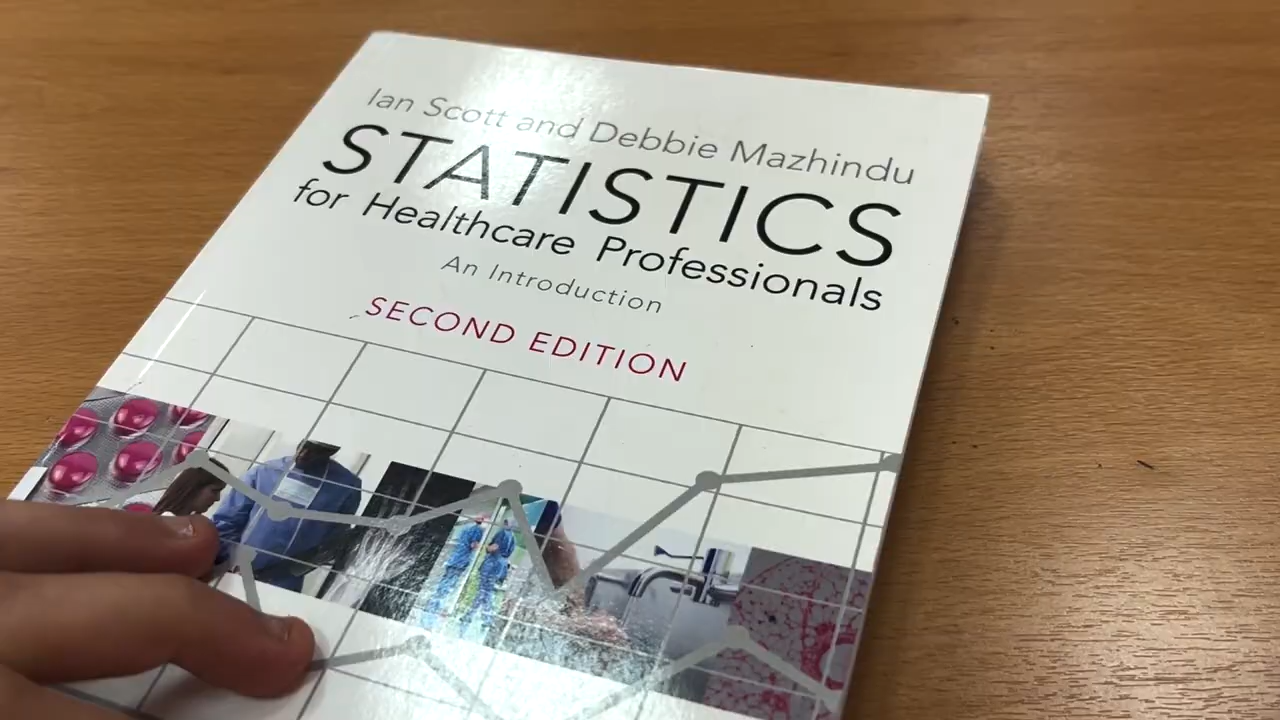 Ian Scott and Debbie Mazhindu
STATISTICS
for Healthcare Professionals
An Introduction
SECOND EDITION